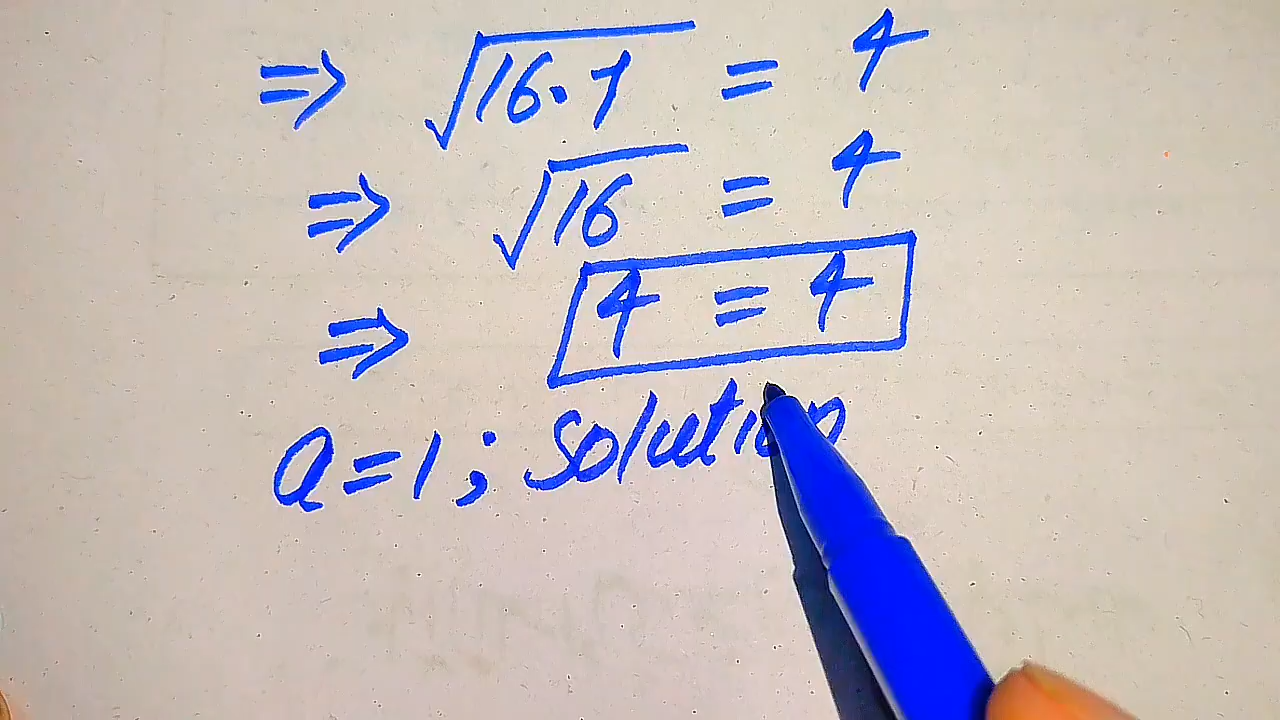 ⇒ √16·1 = 4
⇒ √16 = 4
⇒ 4 = 4
a=1; solution